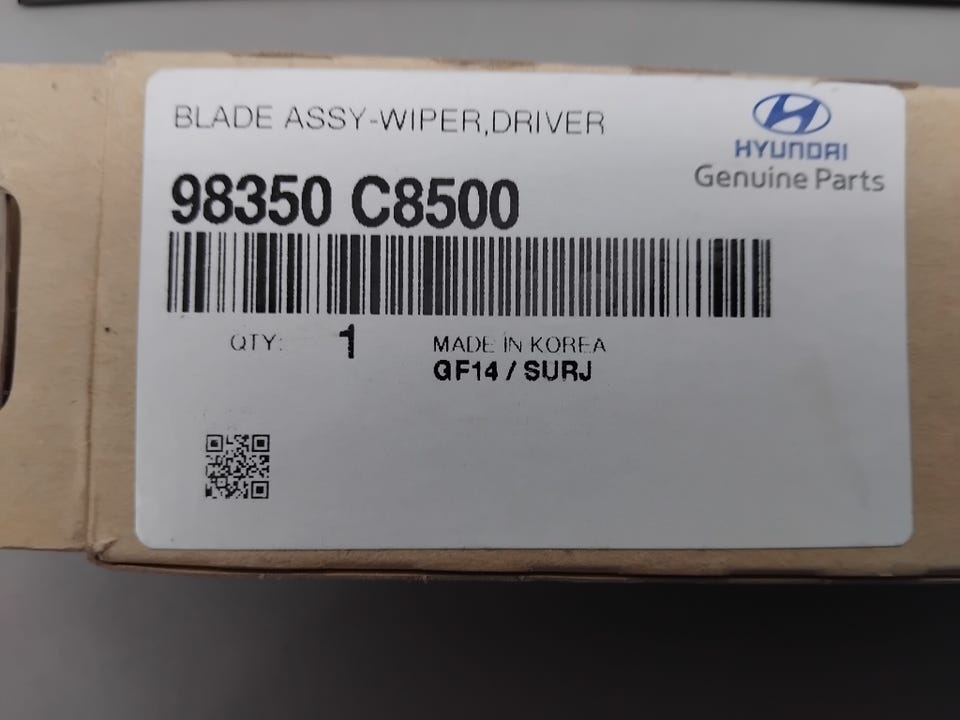 BLADE ASSY-WIPER,DRIVER
HYUNDAI
Genuine Parts
98350 C8500
QTY: 1
MADE IN KOREA
GF14 / SURJ